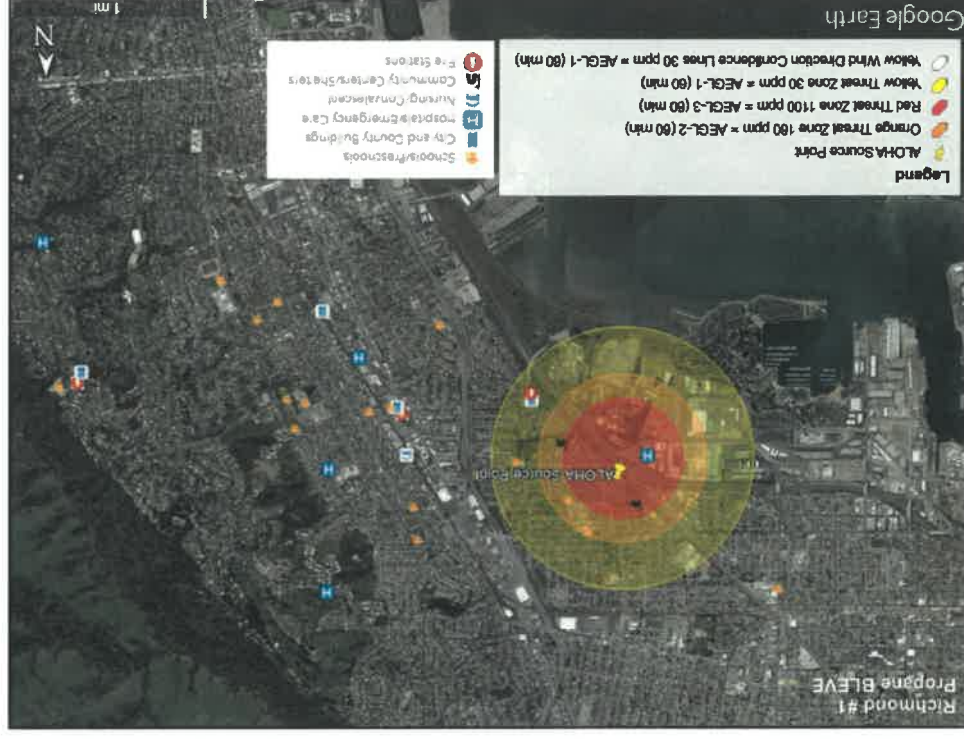 Richmond #1
Propane BLEVE
ALOHA Source Point
Legend
ALOHA Source Point
Orange Threat Zone 160 ppm = AEGL-2 (60 min)
Red Threat Zone 1100 ppm = AEGL-3 (60 min)
Yellow Threat Zone 30 ppm = AEGL-1 (60 min)
Yellow Wind Direction Confidence Lines 30 ppm = AEGL-1 (60 min)
Schools/Preschools
City and County Buildings
Hospitals/Emergency Care
Nursing-Convalescent
Community Centers/Shelters
Fire Stations
Google Earth
N
1 mi